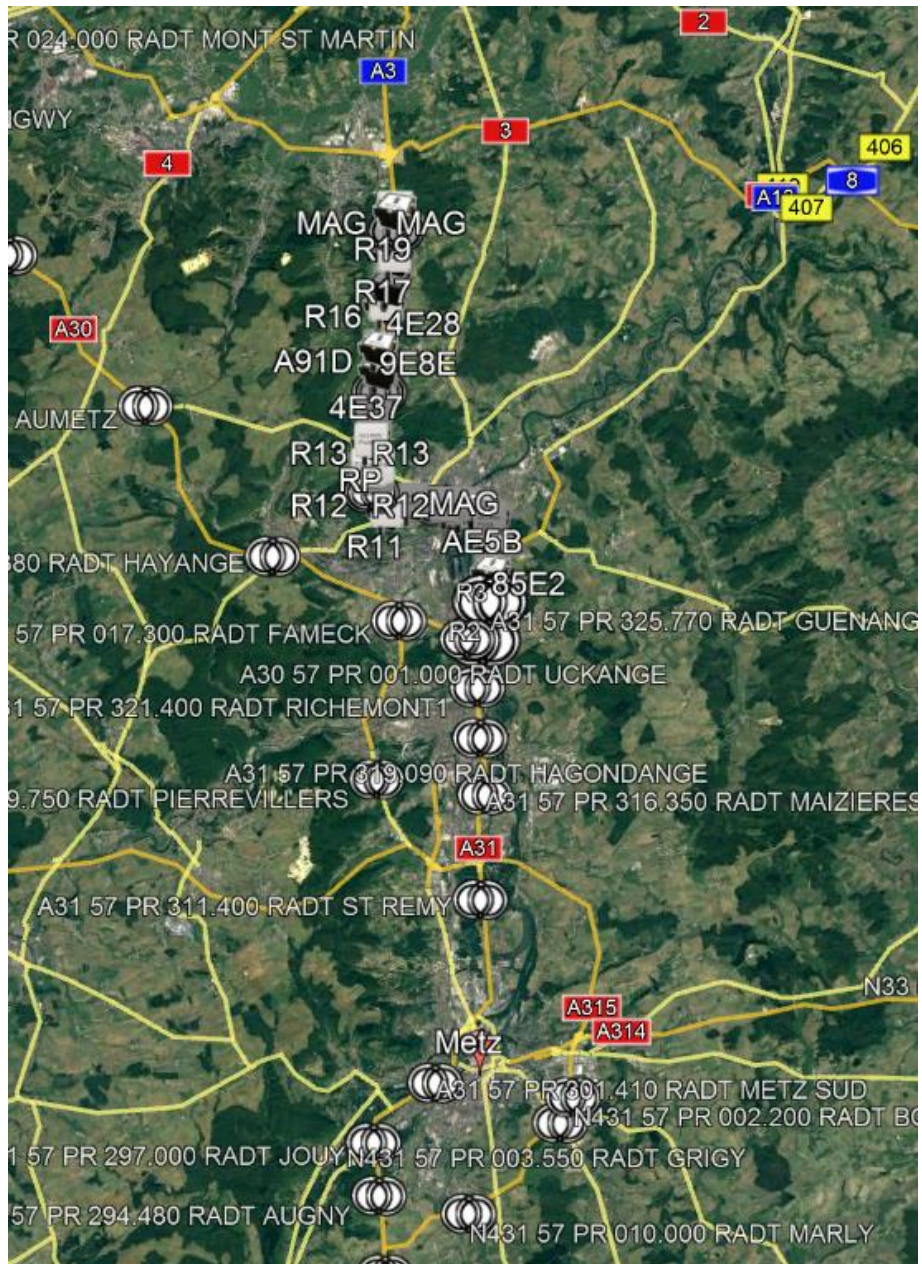 2
R 024.000 RADT MONT ST MARTIN
A3
NGWY
3
4
406
8
A13
407
MAG MAG
R19
R17
R16
4E28
A30
A91D
9E8E
4E37
AUMETZ
R13 R13
RP
R12 R12 MAG
R11
AE5B
380 RADT HAYANGE
85E2
R3
A31 57 PR 325.770 RADT GUENANG
57 PR 017.300 RADT FAMECK
R2
A30 57 PR 001.000 RADT UCKANGE
31 57 PR 321.400 RADT RICHEMONT1
A31 57 PR 319.090 RADT HAGONDANGE
9.750 RADT PIERREVILLERS
A31 57 PR 316.350 RADT MAIZIERES
A31
A31 57 PR 311.400 RADT ST REMY
N33
A315
A314
Metz
A31 57 PR 301.410 RADT METZ SUD
N431 57 PR 002.200 RADT BO
1 57 PR 297.000 RADT JOUY
N431 57 PR 003.550 RADT GRIGY
57 PR 294.480 RADT AUGNY
N431 57 PR 010.000 RADT MARLY